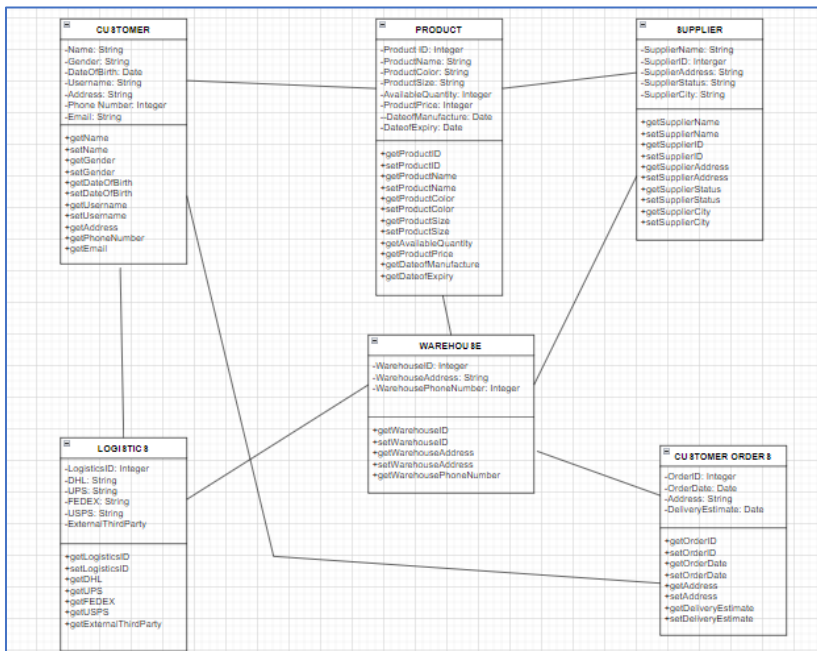 CUSTOMER
-Name: String
-Gender: String
-DateOfBirth: Date
-Username: String
-Address: String
-Phone Number: Integer
-Email: String
+getName
+setName
+getGender
+setGender
+getDateOfBirth
+setDateOfBirth
+getUsername
+setUsername
+getAddress
+getPhoneNumber
+getEmail
PRODUCT
-Product ID: Integer
-ProductName: String
-ProductColor: String
-ProductSize: String
-AvailableQuantity: Integer
-ProductPrice: Integer
--DateofManufacture: Date
-DateofExpiry: Date
+getProductID
+setProductID
+getProductName
+setProductName
+getProductColor
+setProductColor
+getProductSize
+setProductSize
+getAvailableQuantity
+getProductPrice
+getDateofManufacture
+getDateofExpiry
SUPPLIER
-SupplierName: String
-SupplierID: Interger
-SupplierAddress: String
-SupplierStatus: String
-SupplierCity: String
+getSupplierName
+setSupplierName
+getSupplierID
+setSupplierID
+getSupplierAddress
+setSupplierAddress
+getSupplierStatus
+setSupplierStatus
+getSupplierCity
+setSupplierCity
WAREHOUSE
-WarehouseID: Integer
-WarehouseAddress: String
-WarehousePhoneNumber: Integer
+getWarehouseID
+setWarehouseID
+getWarehouseAddress
+setWarehouseAddress
+getWarehousePhoneNumber
LOGISTICS
-LogisticsID: Integer
-DHL: String
-UPS: String
-FEDEX: String
-USPS: String
-ExternalThirdParty
+getLogisticsID
+setLogisticsID
+getDHL
+getUPS
+getFEDEX
+getUSPS
+getExternalThirdParty
CUSTOMER ORDERS
-OrderID: Integer
-OrderDate: Date
-Address: String
-DeliveryEstimate: Date
+getOrderID
+setOrderID
+getOrderDate
+setOrderDate
+getAddress
+setAddress
+getDeliveryEstimate
+setDeliveryEstimate